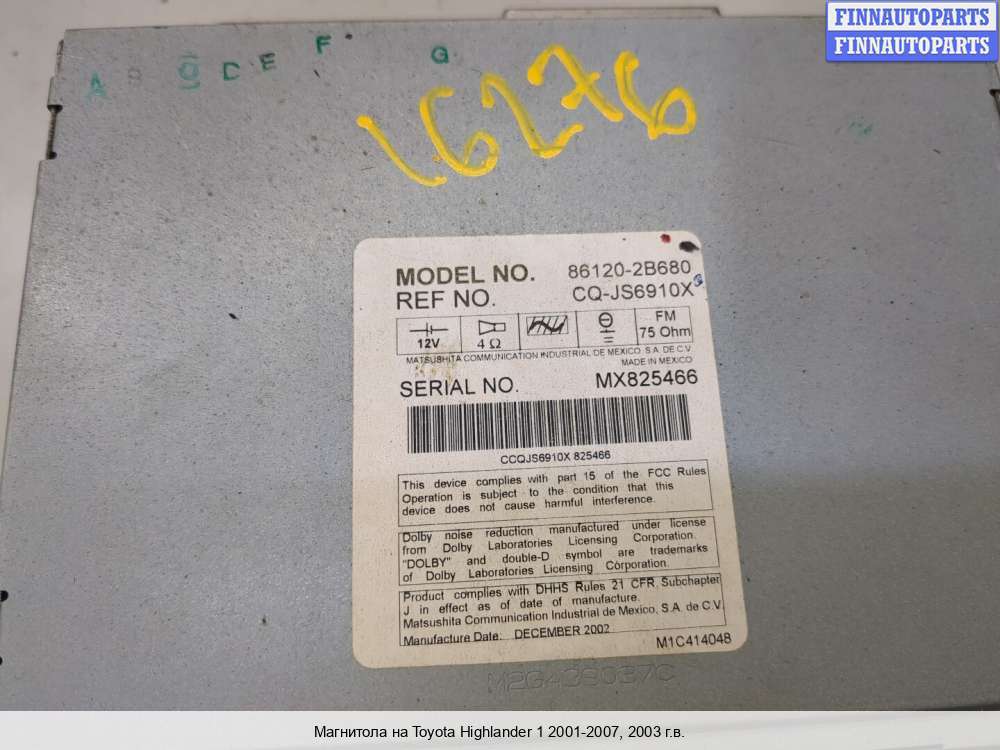 FINNAUTOPARTS
FINNAUTOPARTS
A B O C D E F G
16276
MODEL NO. 86120-2B680
REF NO. CQ-JS6910X
12V 4 Ω FM 75 Ohm
MATSUSHITA COMMUNICATION INDUSTRIAL DE MEXICO S.A. DE C.V.
MADE IN MEXICO
SERIAL NO. MX825466
CCQJS6910X 825466
This device complies with part 15 of the FCC Rules
Operation is subject to the condition that this
device does not cause harmful interference.
Dolby noise reduction manufactured under license
from Dolby Laboratories Licensing Corporation.
"DOLBY" and double-D symbol are trademarks
of Dolby Laboratories Licensing Corporation.
Product complies with DHHS Rules 21 CFR, Subchapter
J in effect as of date of manufacture.
Matsushita Communication Industrial de Mexico, S.A. de C.V.
Manufacture Date: DECEMBER 2002
M1C414048
Магнитола на Toyota Highlander 1 2001-2007, 2003 г.в.